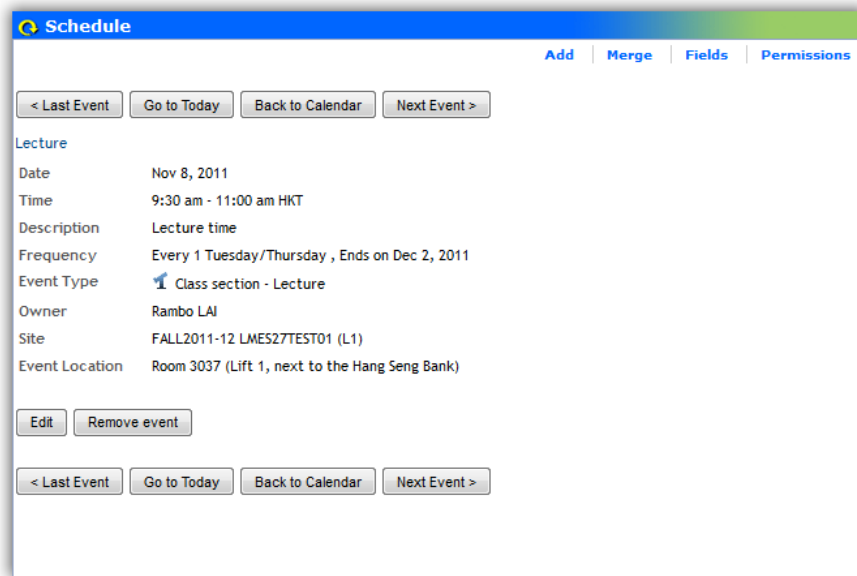 Schedule
Add Merge Fields Permissions
< Last Event Go to Today Back to Calendar Next Event >
Lecture
Date Nov 8, 2011
Time 9:30 am - 11:00 am HKT
Description Lecture time
Frequency Every 1 Tuesday/Thursday , Ends on Dec 2, 2011
Event Type Class section - Lecture
Owner Rambo LAI
Site FALL2011-12 LMES27TEST01 (L1)
Event Location Room 3037 (Lift 1, next to the Hang Seng Bank)
Edit Remove event
< Last Event Go to Today Back to Calendar Next Event >